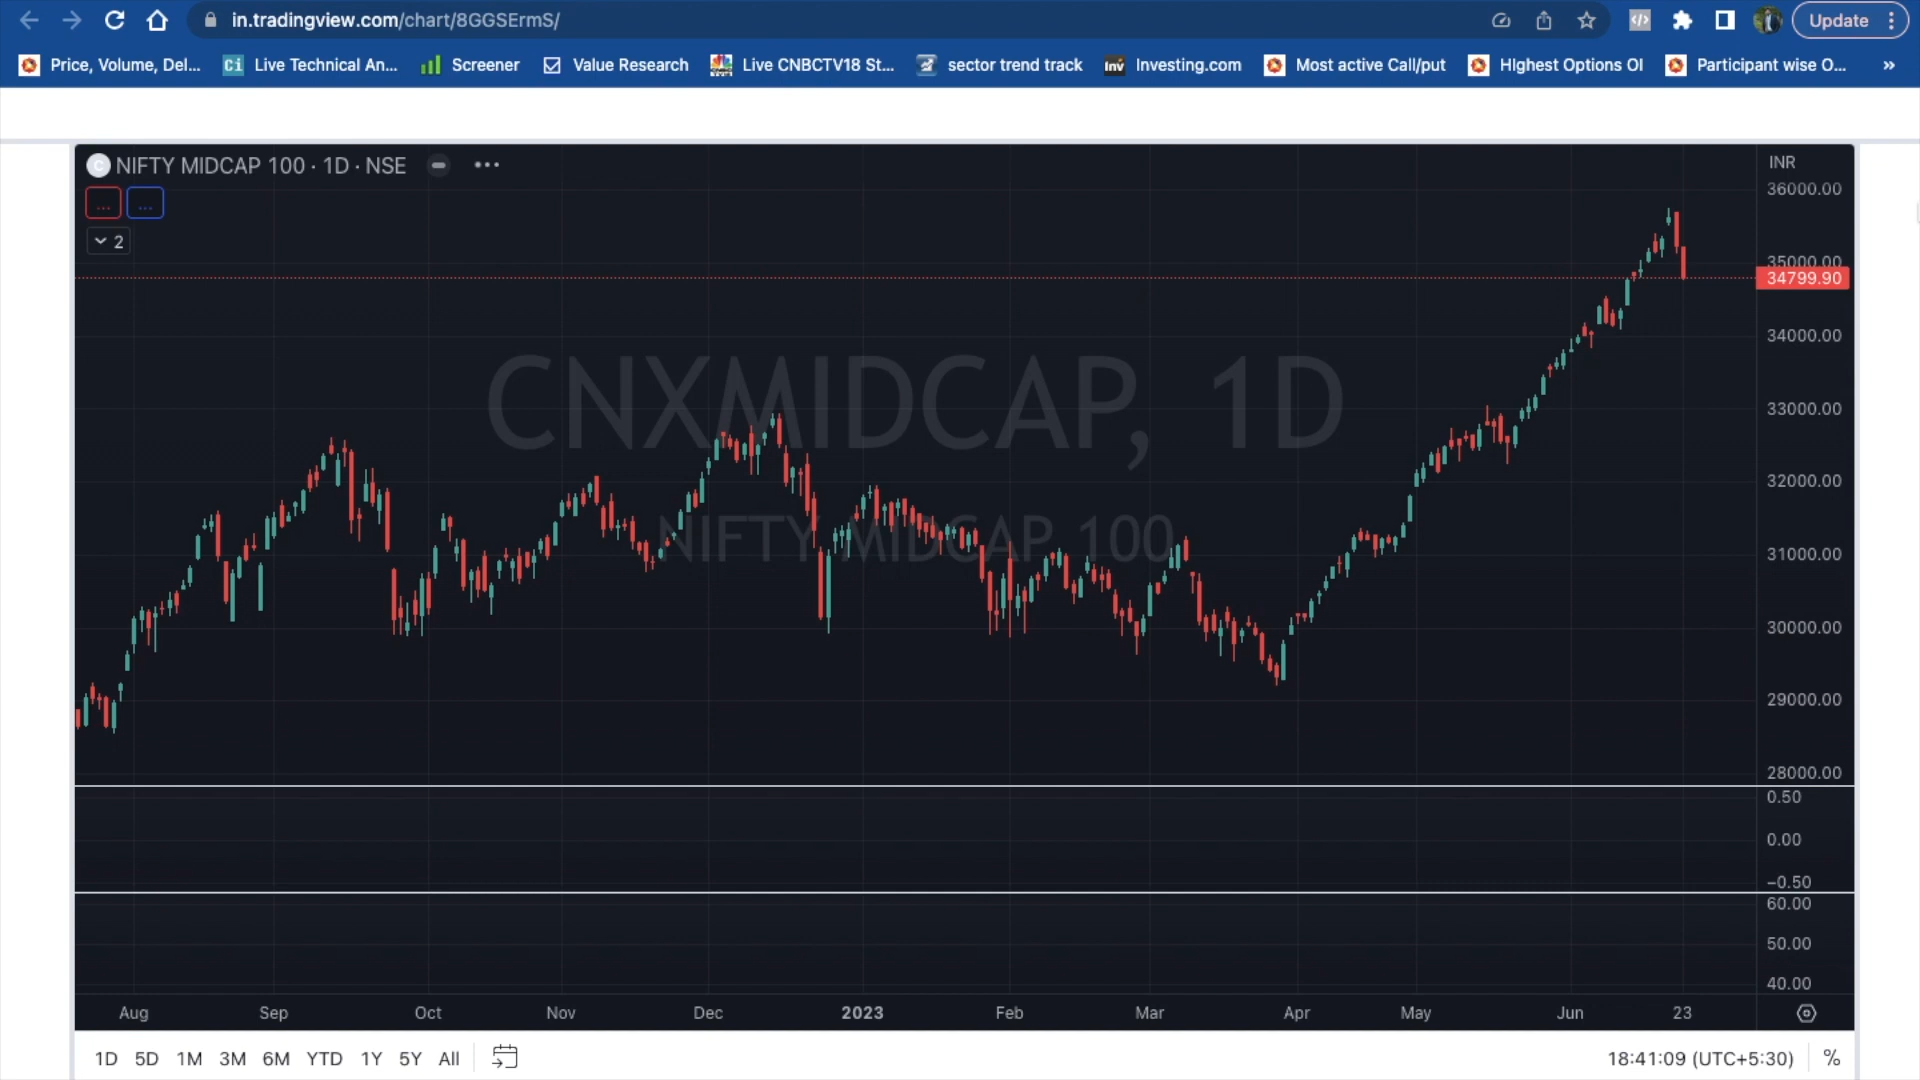 in.tradingview.com/chart/8GGSErmS/
Update
Price, Volume, Del...
Ci Live Technical An...
Screener
Value Research
Live CNBCTV18 St...
sector trend track
Inv Investing.com
Most active Call/put
HIghest Options OI
Participant wise O...
»
C NIFTY MIDCAP 100 · 1D · NSE
... ...
2
INR
36000.00
35000.00
34799.90
34000.00
33000.00
32000.00
31000.00
30000.00
29000.00
28000.00
0.50
0.00
−0.50
60.00
50.00
40.00
CNXMIDCAP, 1D
NIFTY MIDCAP 100
Aug Sep Oct Nov Dec 2023 Feb Mar Apr May Jun 23
1D 5D 1M 3M 6M YTD 1Y 5Y All
18:41:09 (UTC+5:30) %